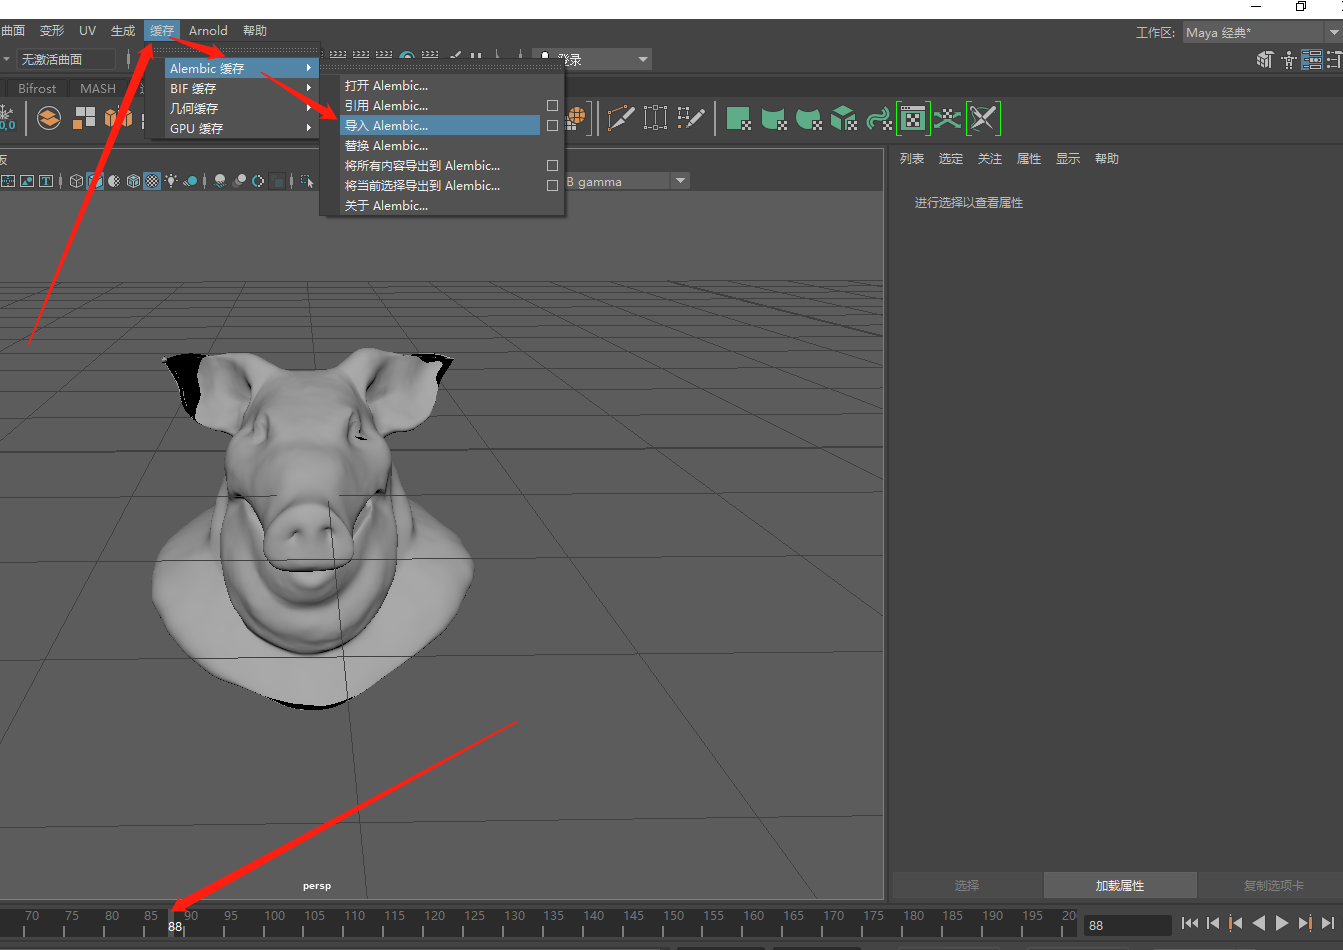 曲面 变形 UV 生成 缓存 Arnold 帮助
工作区: Maya 经典*
无激活曲面
登录
Alembic 缓存
BIF 缓存
几何缓存
GPU 缓存
打开 Alembic...
引用 Alembic...
导入 Alembic...
替换 Alembic...
将所有内容导出到 Alembic...
将当前选择导出到 Alembic...
关于 Alembic...
Bifrost MASH
0,0
板
B gamma
列表 选定 关注 属性 显示 帮助
进行选择以查看属性
persp
选择 加载属性 复制选项卡
70 75 80 85 90 95 100 105 110 115 120 125 130 135 140 145 150 155 160 165 170 175 180 185 190 195 20
88
88